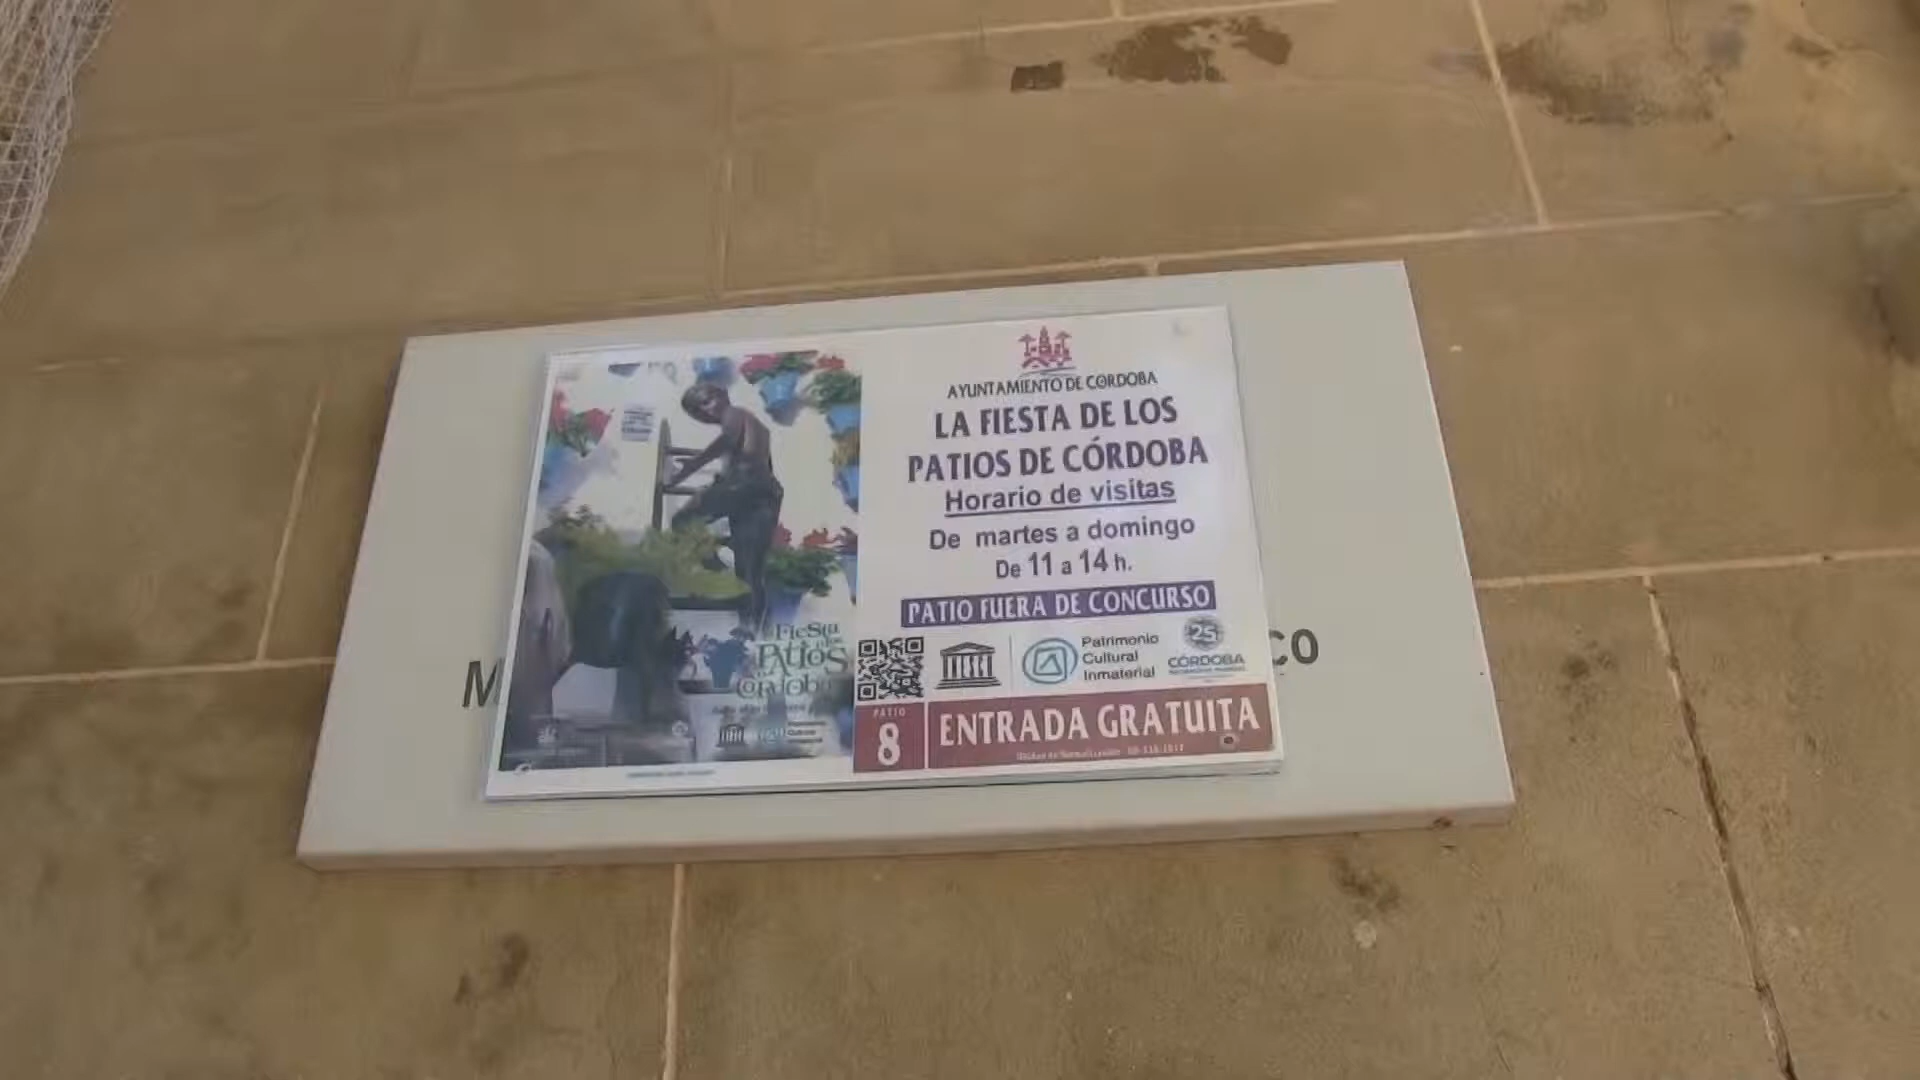 AYUNTAMIENTO DE CÓRDOBA
LA FIESTA DE LOS
PATIOS DE CÓRDOBA
Horario de visitas
De martes a domingo
De 11 a 14 h.
PATIO FUERA DE CONCURSO
Fiesta
Patios
Córdoba
Patrimonio
Cultural
Inmaterial
25
CÓRDOBA
PATIO
8
ENTRADA GRATUITA
M
CO